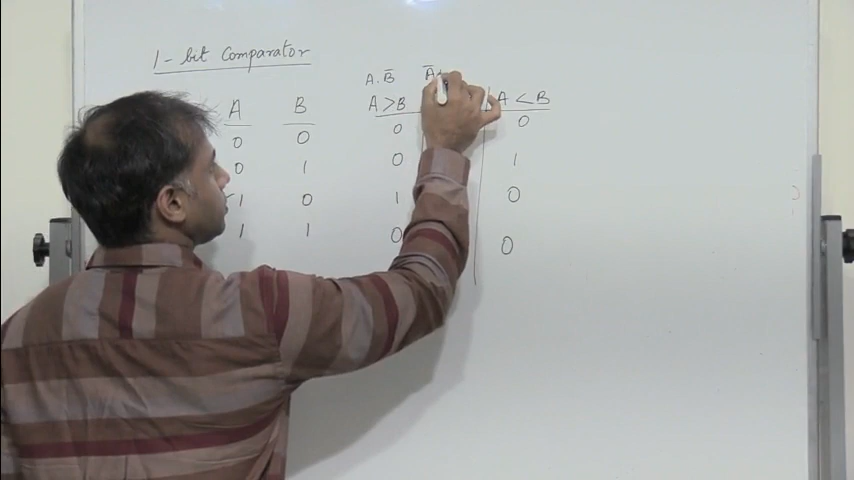 1-bit Comparator
A.B̅ A̅
A B A>B A<B
0 0 0 0
0 1 0 1
1 0 1 0
1 1 0 0